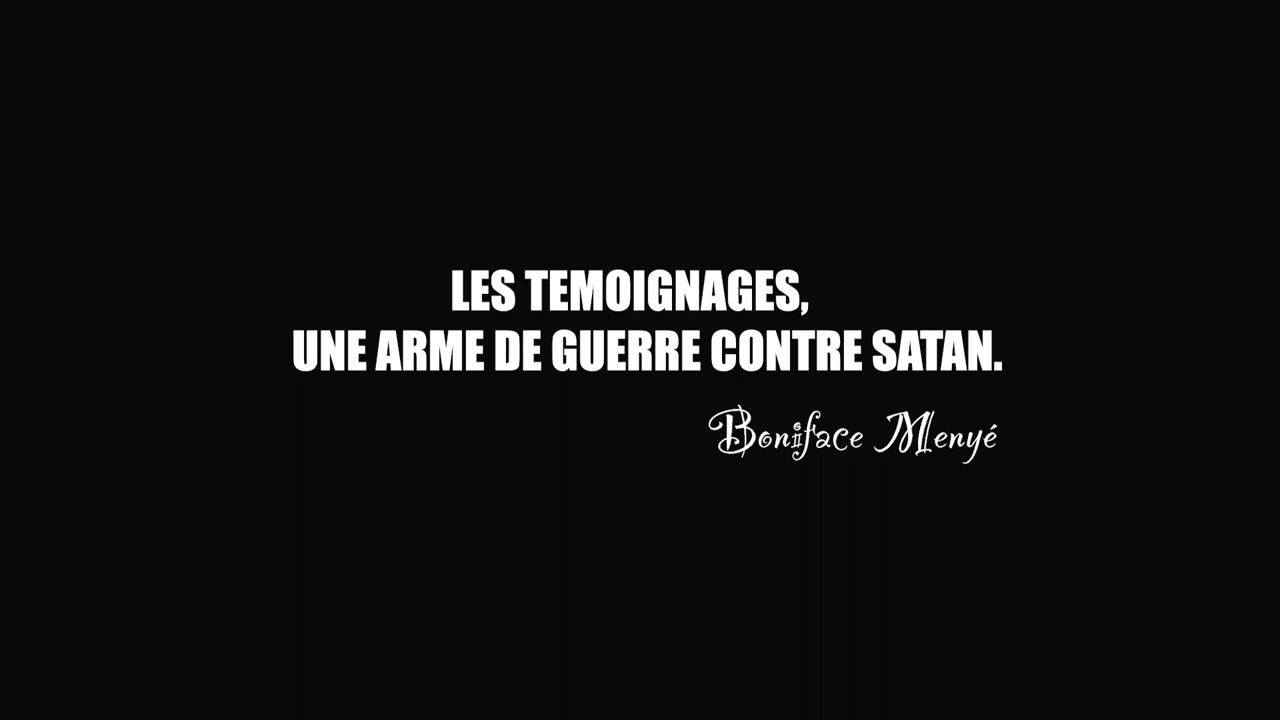 LES TEMOIGNAGES,
UNE ARME DE GUERRE CONTRE SATAN.
Boniface Menyé